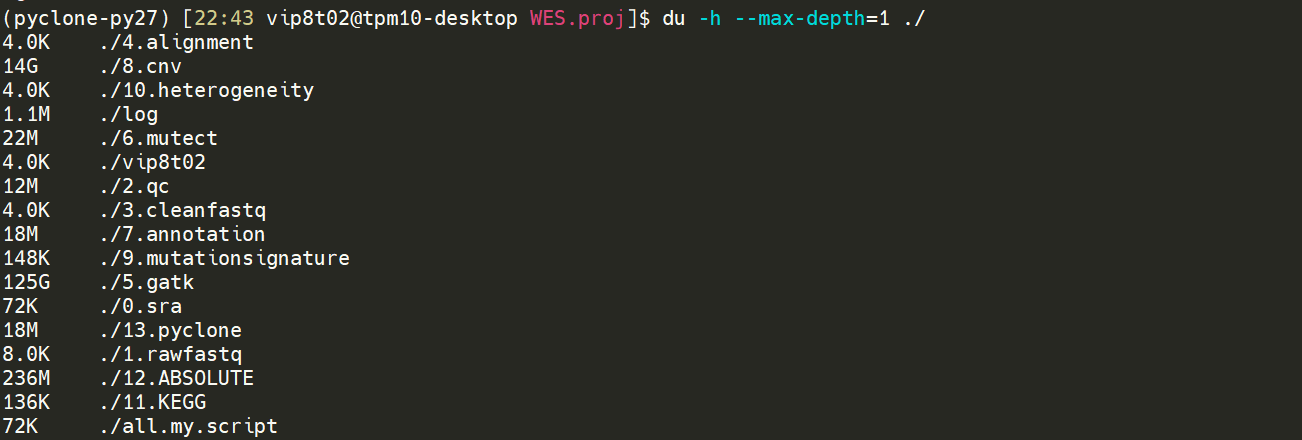 (pyclone-py27) [22:43 vip8t02@tpm10-desktop WES.proj]$ du -h --max-depth=1 ./
4.0K    ./4.alignment
14G     ./8.cnv
4.0K    ./10.heterogeneity
1.1M    ./log
22M     ./6.mutect
4.0K    ./vip8t02
12M     ./2.qc
4.0K    ./3.cleanfastq
18M     ./7.annotation
148K    ./9.mutationsignature
125G    ./5.gatk
72K     ./0.sra
18M     ./13.pyclone
8.0K    ./1.rawfastq
236M    ./12.ABSOLUTE
136K    ./11.KEGG
72K     ./all.my.script